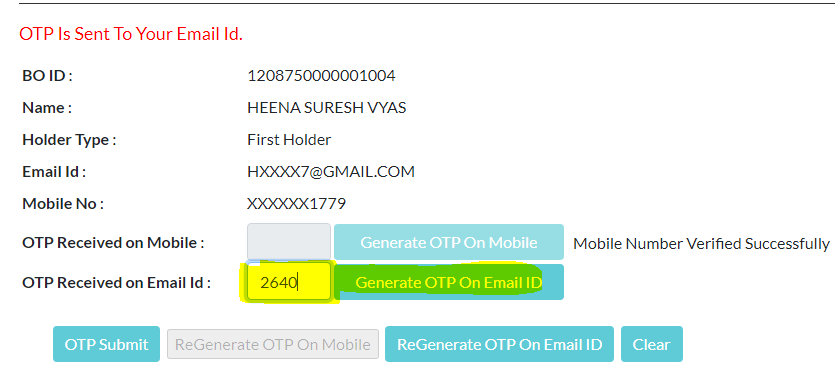 OTP Is Sent To Your Email Id.
BO ID : 1208750000001004
Name : HEENA SURESH VYAS
Holder Type : First Holder
Email Id : HXXXX7@GMAIL.COM
Mobile No : XXXXXX1779
OTP Received on Mobile : Generate OTP On Mobile Mobile Number Verified Successfully
OTP Received on Email Id : 2640 Generate OTP On Email ID
OTP Submit ReGenerate OTP On Mobile ReGenerate OTP On Email ID Clear